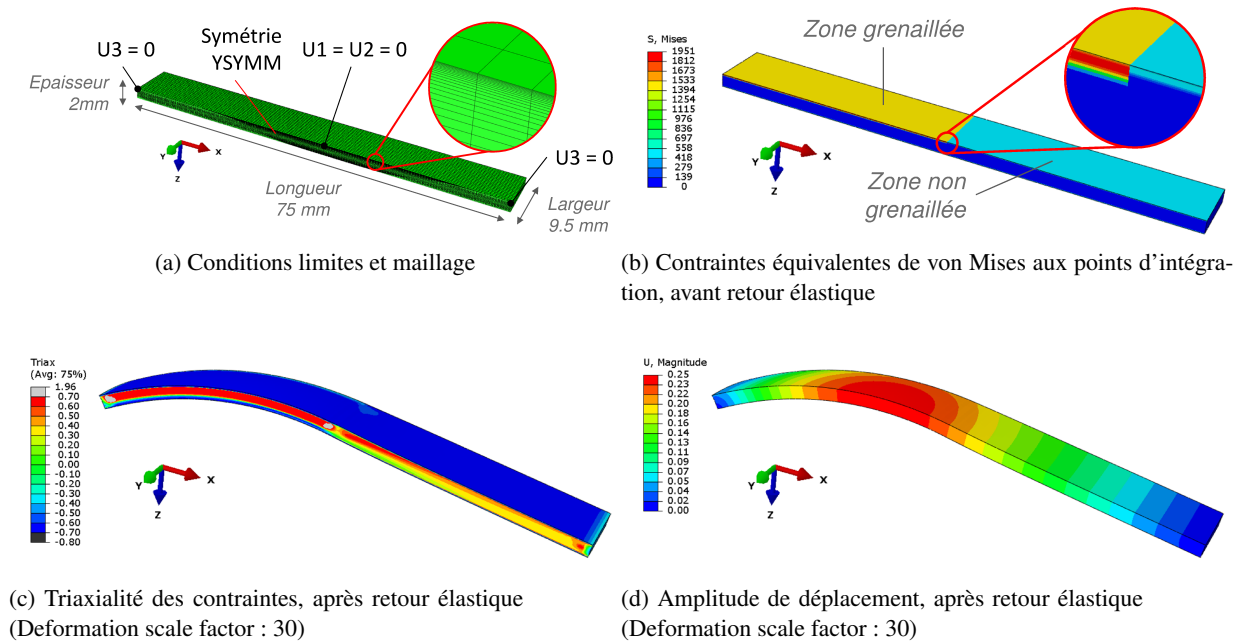 U3 = 0
Symétrie
YSYMM
U1 = U2 = 0
Epaisseur
2mm
Y
X
Z
Longueur
75 mm
U3 = 0
Largeur
9.5 mm
(a) Conditions limites et maillage
S, Mises
1951
1812
1673
1533
1394
1254
1115
976
836
697
558
418
279
139
0
Zone grenaillée
Y
X
Z
Zone non
grenaillée
(b) Contraintes équivalentes de von Mises aux points d'intégra-
tion, avant retour élastique
Triax
(Avg: 75%)
1.96
0.70
0.60
0.50
0.40
0.30
0.20
0.10
0.00
-0.10
-0.20
-0.30
-0.40
-0.50
-0.60
-0.70
-0.80
Y
X
Z
(c) Triaxialité des contraintes, après retour élastique
(Deformation scale factor : 30)
U, Magnitude
0.25
0.23
0.22
0.20
0.18
0.16
0.14
0.13
0.11
0.09
0.07
0.05
0.04
0.02
0.00
Y
X
Z
(d) Amplitude de déplacement, après retour élastique
(Deformation scale factor : 30)